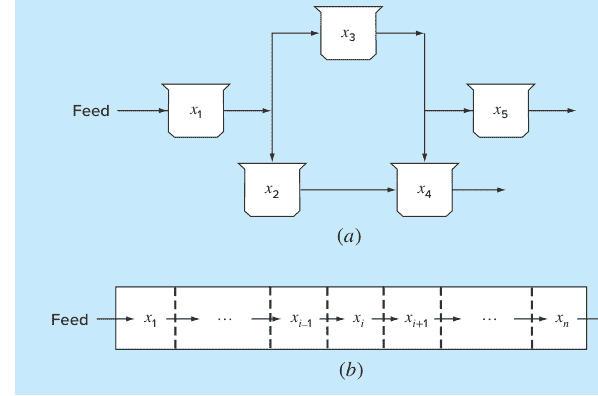 x₃
Feed x₁ x₅
x₂ x₄
(a)
Feed x₁ ... xᵢ₋₁ xᵢ xᵢ₊₁ ... xₙ
(b)